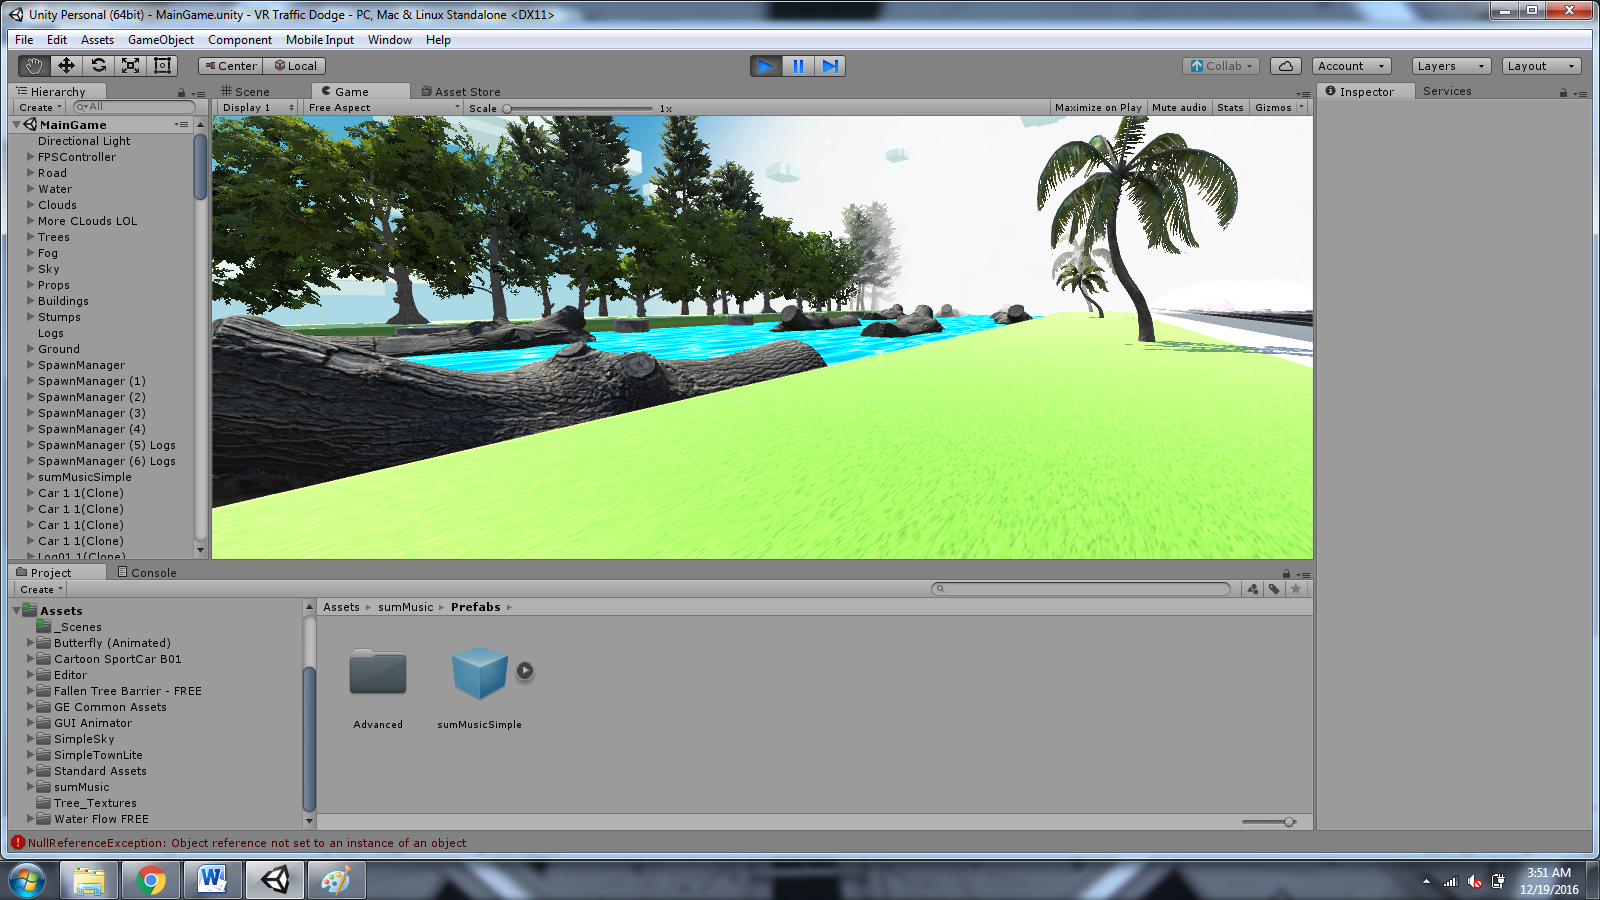 Unity Personal (64bit) - MainGame.unity - VR Traffic Dodge - PC, Mac & Linux Standalone <DX11>
File Edit Assets GameObject Component Mobile Input Window Help
Center Local Collab Account Layers Layout
Hierarchy Scene Game Asset Store Inspector Services
Create All Display 1 Free Aspect Scale 1x Maximize on Play Mute audio Stats Gizmos
MainGame
Directional Light
FPSController
Road
Water
Clouds
More CLouds LOL
Trees
Fog
Sky
Props
Buildings
Stumps
Logs
Ground
SpawnManager
SpawnManager (1)
SpawnManager (2)
SpawnManager (3)
SpawnManager (4)
SpawnManager (5) Logs
SpawnManager (6) Logs
sumMusicSimple
Car 1 1(Clone)
Car 1 1(Clone)
Car 1 1(Clone)
Car 1 1(Clone)
Log01 1(Clone)
Project Console
Create
Assets
_Scenes
Butterfly (Animated)
Cartoon SportCar B01
Editor
Fallen Tree Barrier - FREE
GE Common Assets
GUI Animator
SimpleSky
SimpleTownLite
Standard Assets
sumMusic
Tree_Textures
Water Flow FREE
Assets sumMusic Prefabs
Advanced sumMusicSimple
NullReferenceException: Object reference not set to an instance of an object
3:51 AM
12/19/2016